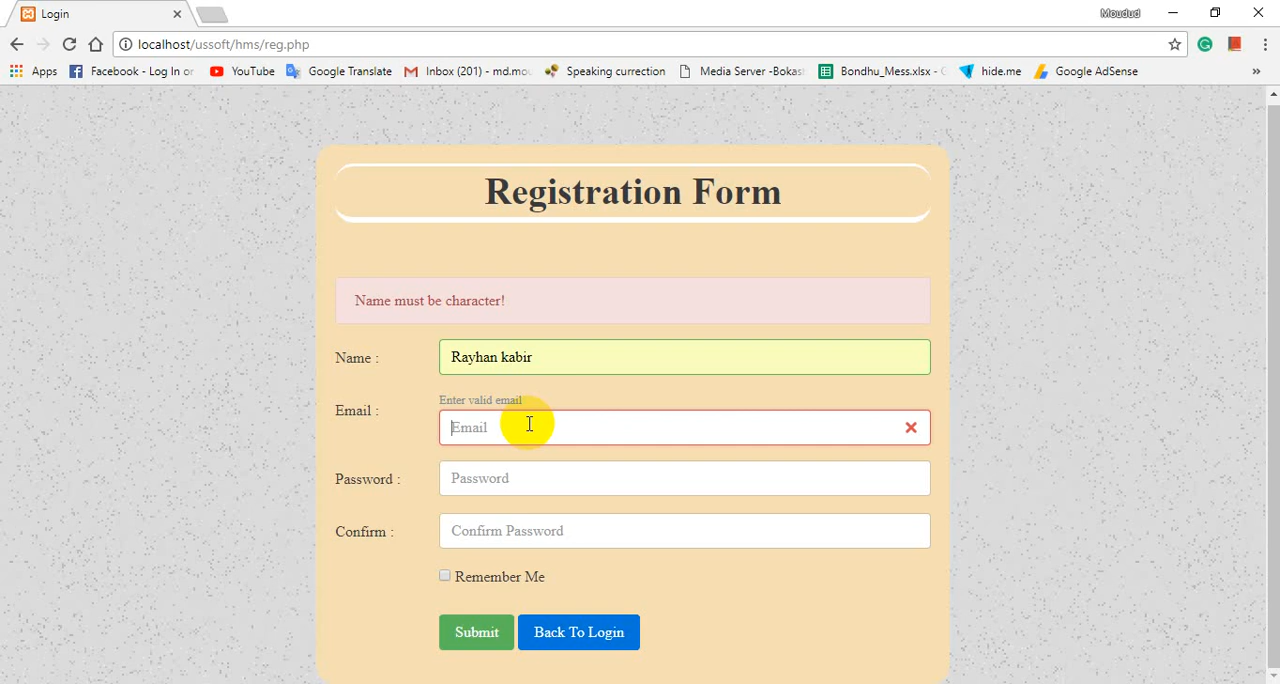 Login
Moudud
localhost/ussoft/hms/reg.php
Apps Facebook - Log In or YouTube Google Translate Inbox (201) - md.mou Speaking currection Media Server -Bokas Bondhu_Mess.xlsx - G hide.me Google AdSense »
Registration Form
Name must be character!
Name : Rayhan kabir
Enter valid email
Email : Email
Password : Password
Confirm : Confirm Password
Remember Me
Submit Back To Login